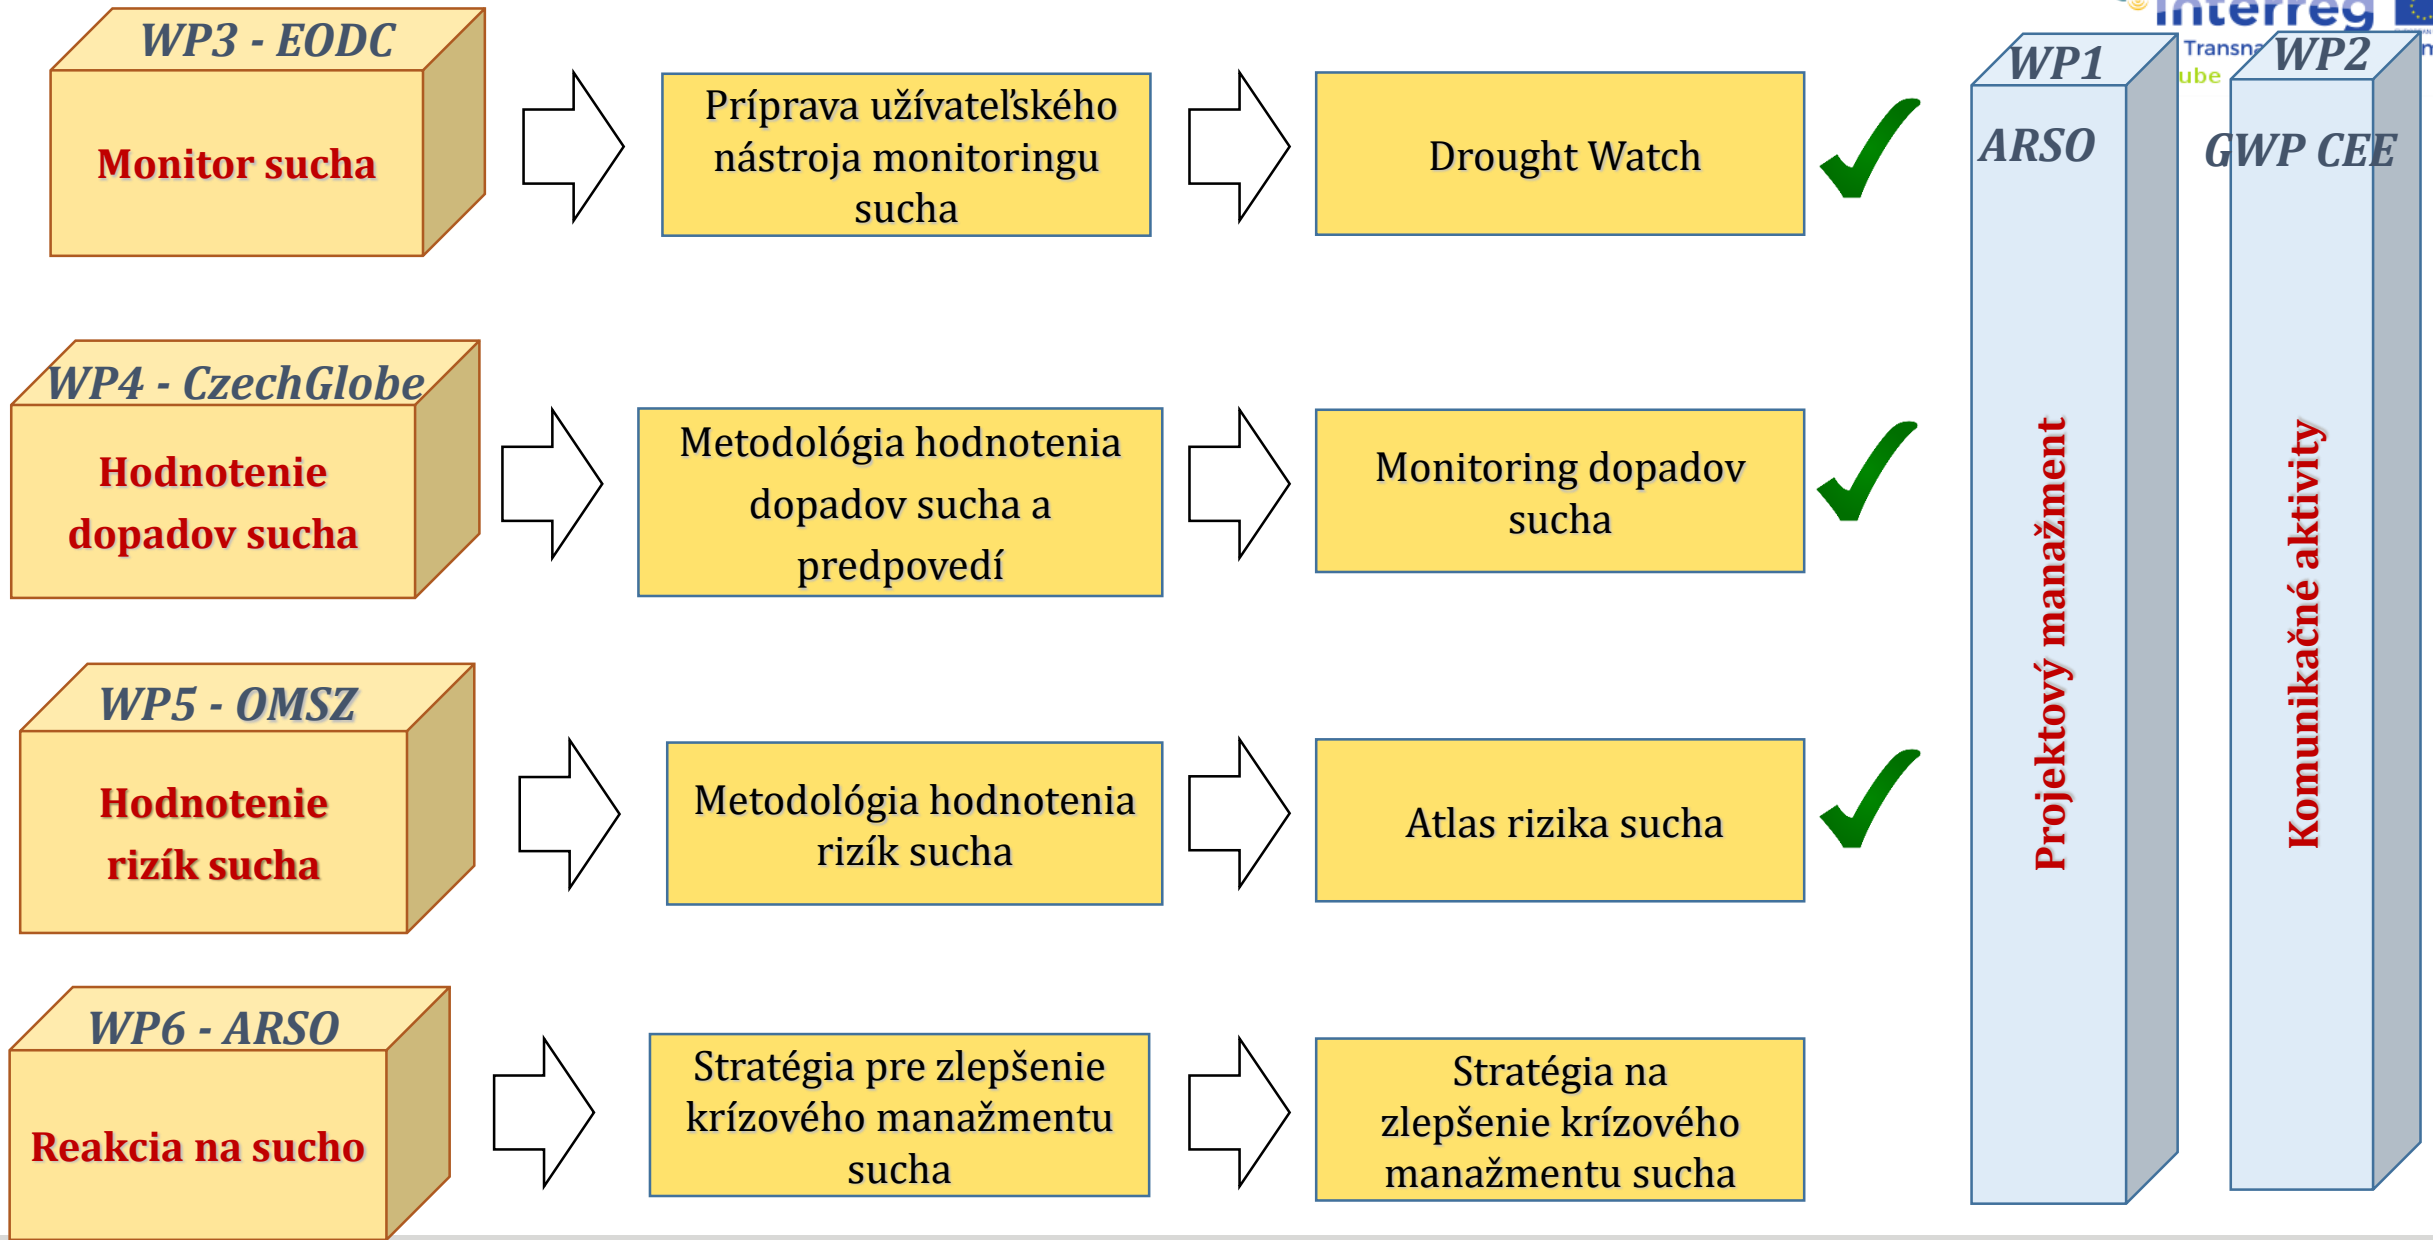 WP3 - EODC
Monitor sucha
Príprava užívateľského
nástroja monitoringu
sucha
Drought Watch
WP4 - CzechGlobe
Hodnotenie
dopadov sucha
Metodológia hodnotenia
dopadov sucha a
predpovedí
Monitoring dopadov
sucha
WP5 - OMSZ
Hodnotenie
rizík sucha
Metodológia hodnotenia
rizík sucha
Atlas rizika sucha
WP6 - ARSO
Reakcia na sucho
Stratégia pre zlepšenie
krízového manažmentu
sucha
Stratégia na
zlepšenie krízového
manažmentu sucha
WP1
ARSO
Projektový manažment
WP2
GWP CEE
Komunikačné aktivity
Interreg